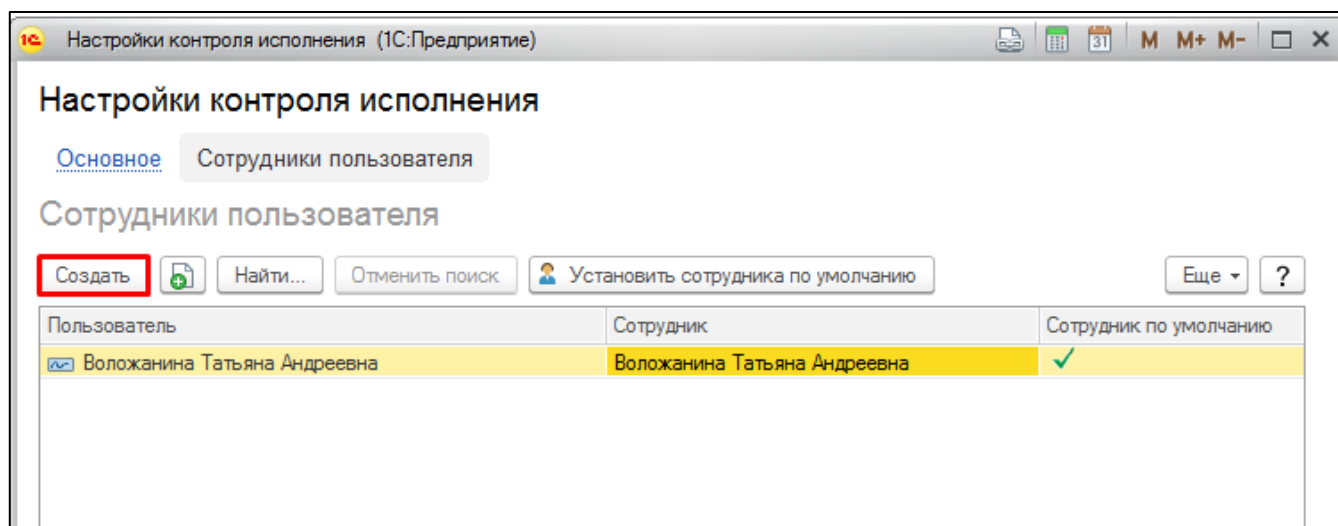 1С Настройки контроля исполнения (1С:Предприятие) 31 M M+ M-
Настройки контроля исполнения
Основное Сотрудники пользователя
Сотрудники пользователя
Создать Найти... Отменить поиск Установить сотрудника по умолчанию Еще ?
Пользователь Сотрудник Сотрудник по умолчанию
Воложанина Татьяна Андреевна Воложанина Татьяна Андреевна